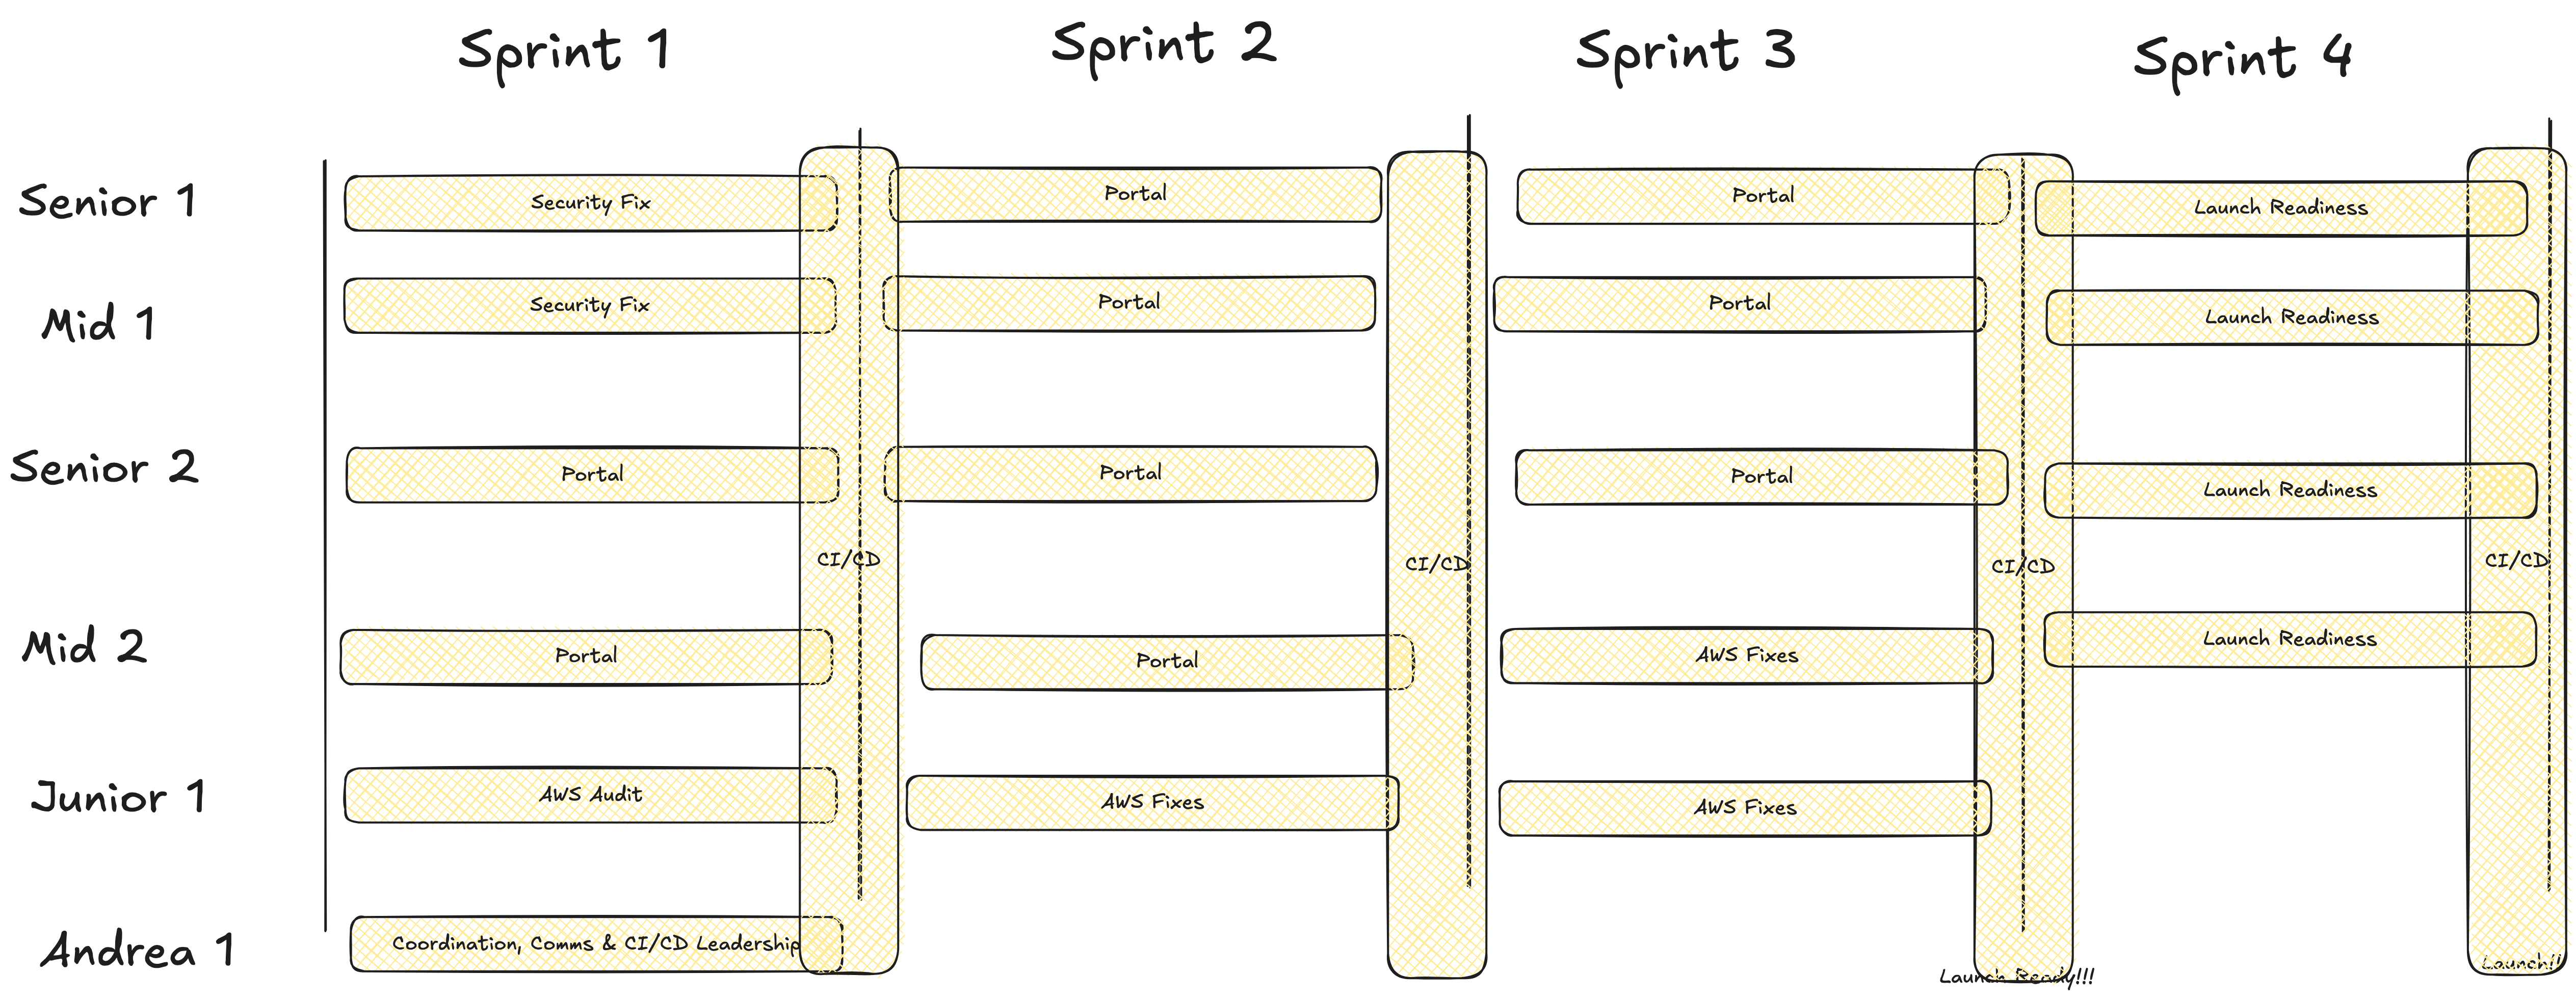 Sprint 1
Sprint 2
Sprint 3
Sprint 4
Senior 1
Security Fix
Portal
Portal
Launch Readiness
Mid 1
Security Fix
Portal
Portal
Launch Readiness
Senior 2
Portal
Portal
Portal
Launch Readiness
CI/CD
CI/CD
CI/CD
CI/CD
Mid 2
Portal
Portal
AWS Fixes
Launch Readiness
Junior 1
AWS Audit
AWS Fixes
AWS Fixes
Andrea 1
Coordination, Comms & CI/CD Leadership
Launch Ready!!!
Launch!!